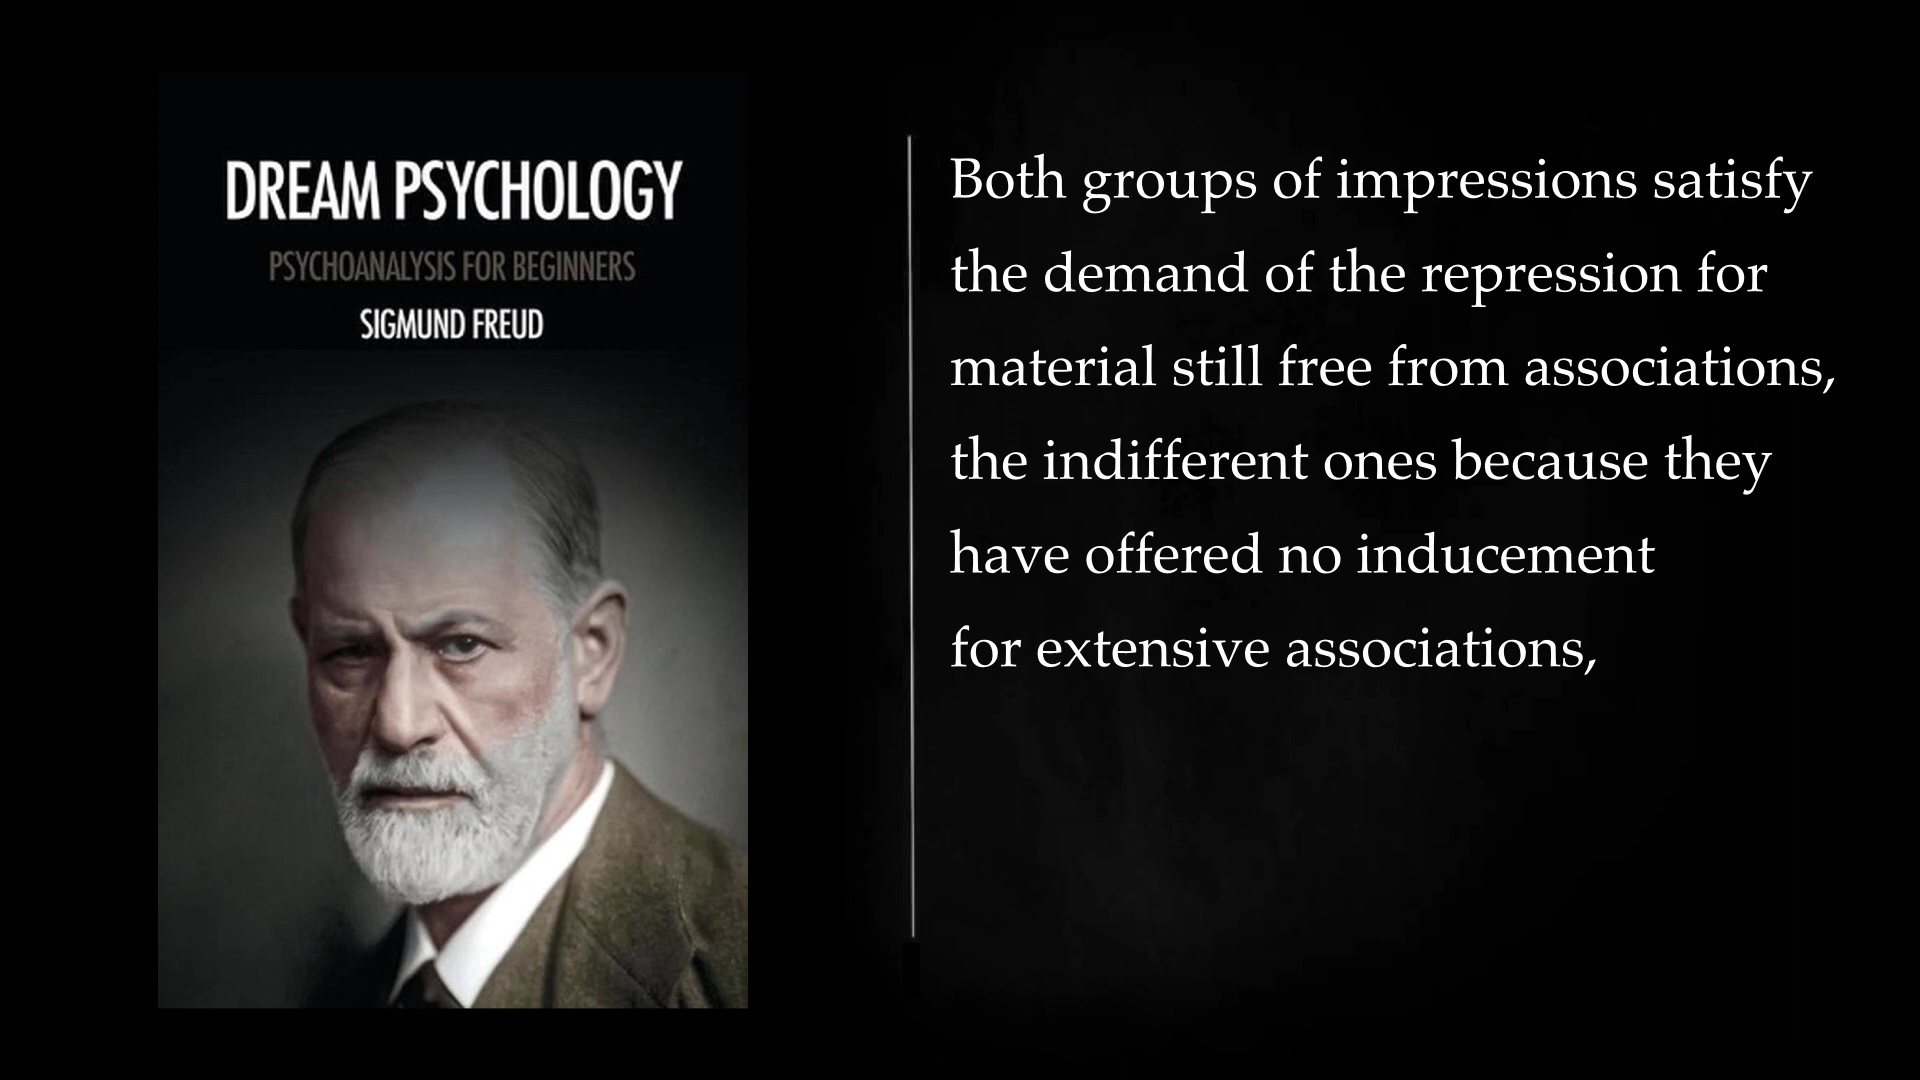 DREAM PSYCHOLOGY
PSYCHOANALYSIS FOR BEGINNERS
SIGMUND FREUD
Both groups of impressions satisfy
the demand of the repression for
material still free from associations,
the indifferent ones because they
have offered no inducement
for extensive associations,